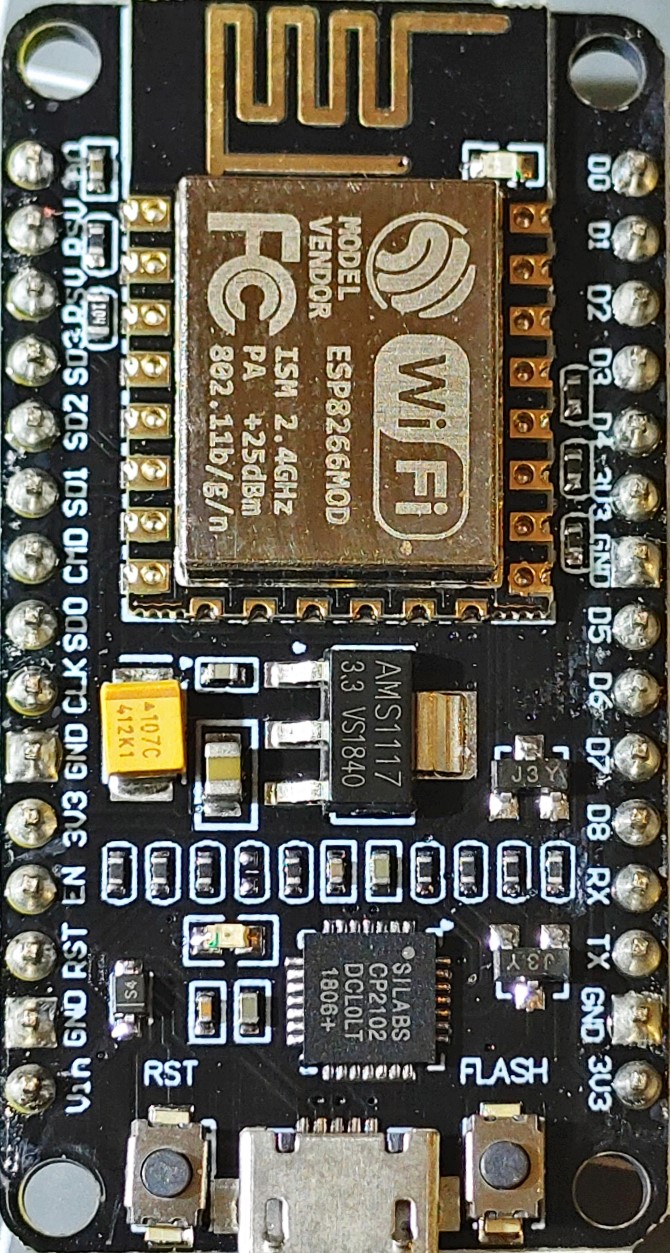 RSV
RSV
SD3
SD2
SD1
CMD
SD0
CLK
GND
3V3
EN
RST
GND
Vin
MODEL
VENDOR
ESP8266MOD
ISM 2.4GHz
PA +25dBm
802.11b/g/n
FC
Wi Fi
D0
D1
D2
D3
D4
3V3
GND
D5
D6
D7
D8
RX
TX
GND
3V3
107C
412K1
AMS1117
3.3 VS1840
J3Y
J3Y
S4
SILABS
CP2102
DCL0LT
1806+
RST
FLASH